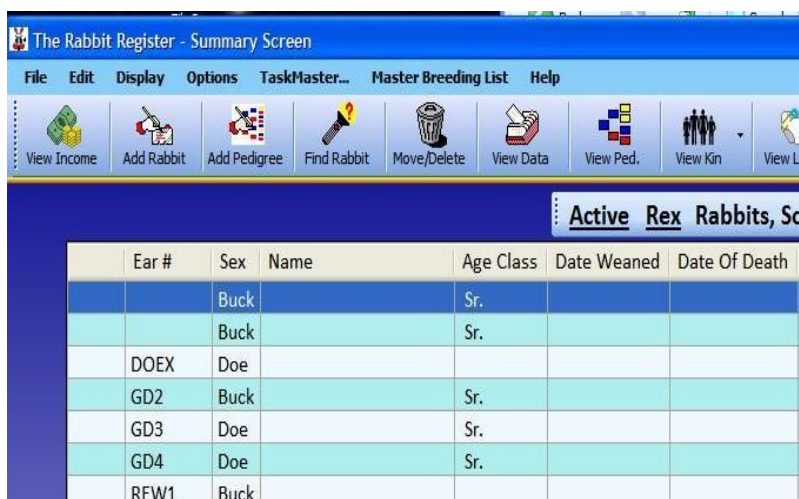 The Rabbit Register - Summary Screen
File Edit Display Options TaskMaster... Master Breeding List Help
View Income Add Rabbit Add Pedigree Find Rabbit Move/Delete View Data View Ped. View Kin View L
Active Rex Rabbits, Sc
Ear # Sex Name Age Class Date Weaned Date Of Death
Buck Sr.
Buck Sr.
DOEX Doe
GD2 Buck Sr.
GD3 Doe Sr.
GD4 Doe Sr.
REW1 Buck